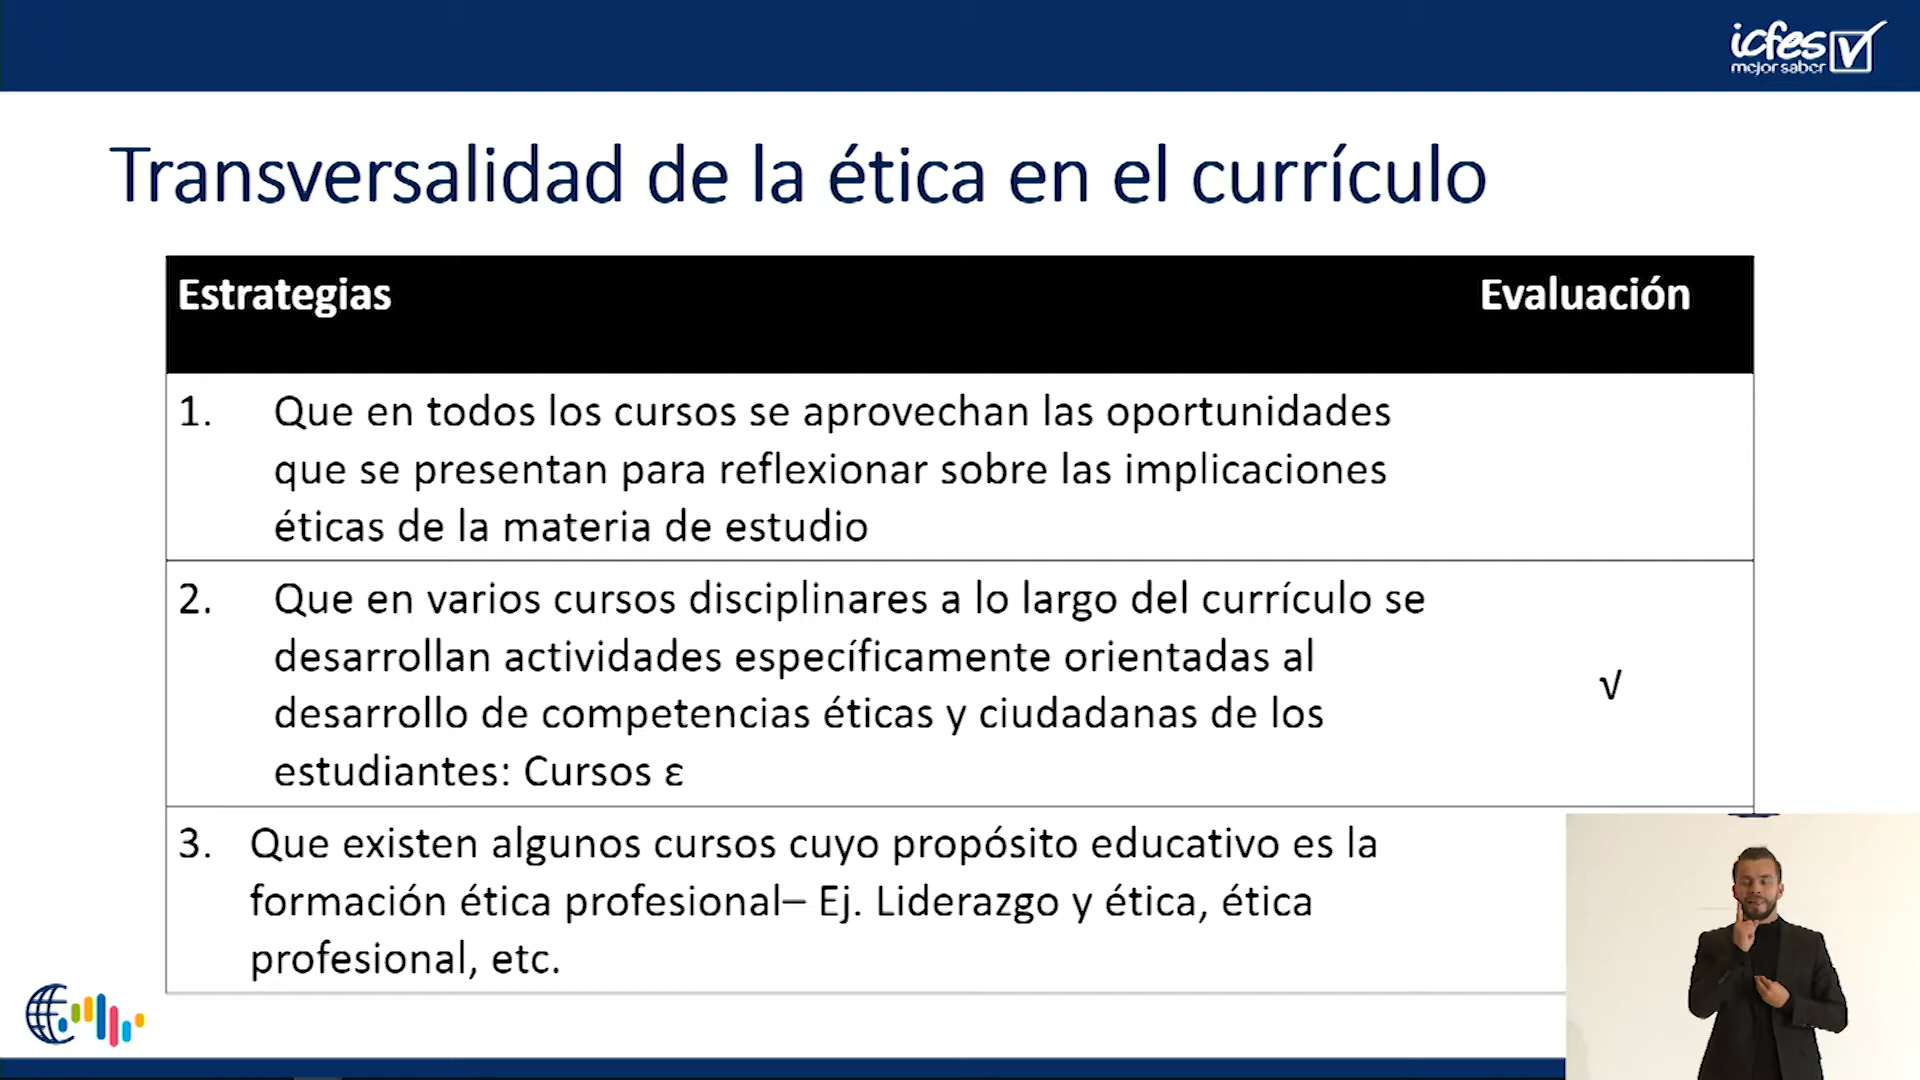 icfes
mejor saber
Transversalidad de la ética en el currículo
Estrategias
Evaluación
1. Que en todos los cursos se aprovechan las oportunidades
que se presentan para reflexionar sobre las implicaciones
éticas de la materia de estudio
2. Que en varios cursos disciplinares a lo largo del currículo se
desarrollan actividades específicamente orientadas al
desarrollo de competencias éticas y ciudadanas de los
estudiantes: Cursos ε
√
3. Que existen algunos cursos cuyo propósito educativo es la
formación ética profesional– Ej. Liderazgo y ética, ética
profesional, etc.